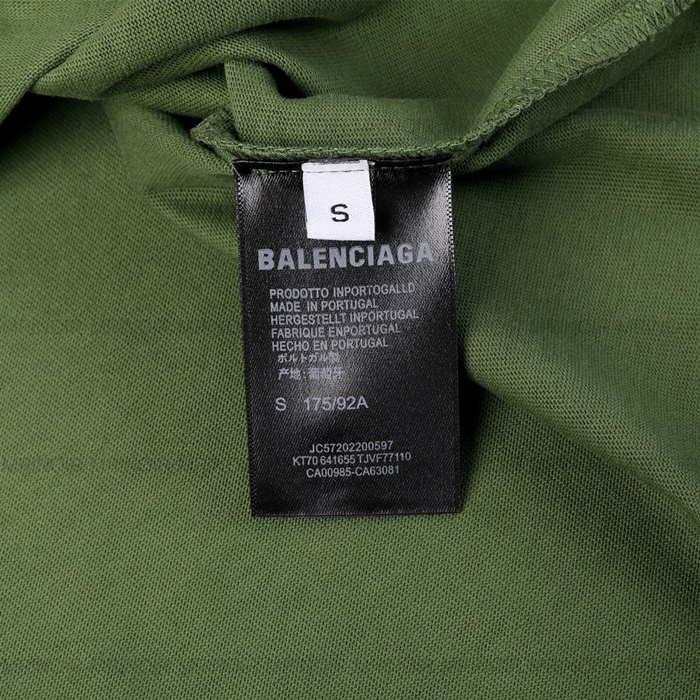 S
BALENCIAGA
PRODOTTO INPORTOGALLD
MADE IN PORTUGAL
HERGESTELLT INPORTUGAL
FABRIQUE ENPORTUGAL
HECHO EN PORTUGAL
ポルトガル製
产地:葡萄牙
S 175/92A
JC57202200597
KT70 641655 TJVF77110
CA00985-CA63081